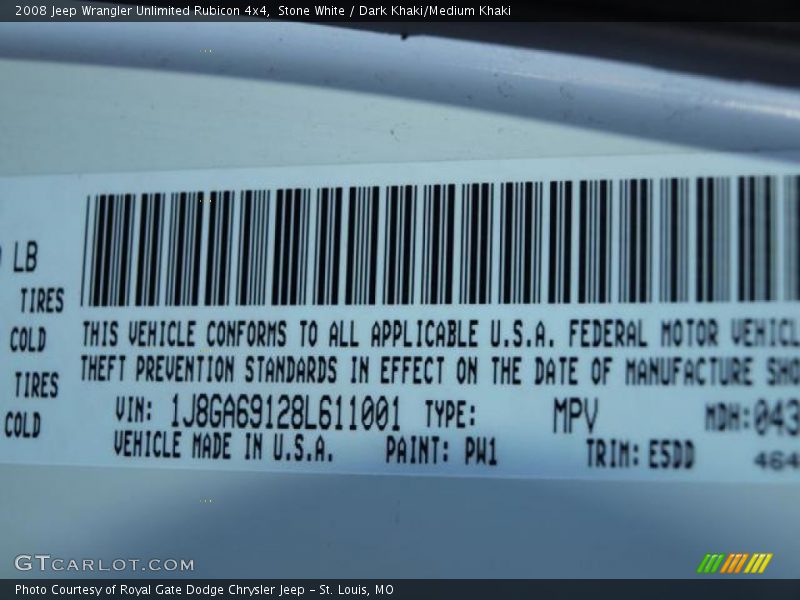 2008 Jeep Wrangler Unlimited Rubicon 4x4, Stone White / Dark Khaki/Medium Khaki
LB
TIRES
COLD
TIRES
COLD
THIS VEHICLE CONFORMS TO ALL APPLICABLE U.S.A. FEDERAL MOTOR VEHICL
THEFT PREVENTION STANDARDS IN EFFECT ON THE DATE OF MANUFACTURE SHO
VIN: 1J8GA69128L611001 TYPE: MPV MDH:043
VEHICLE MADE IN U.S.A. PAINT: PW1 TRIM: E5DD 464
GTCARLOT.COM
Photo Courtesy of Royal Gate Dodge Chrysler Jeep – St. Louis, MO